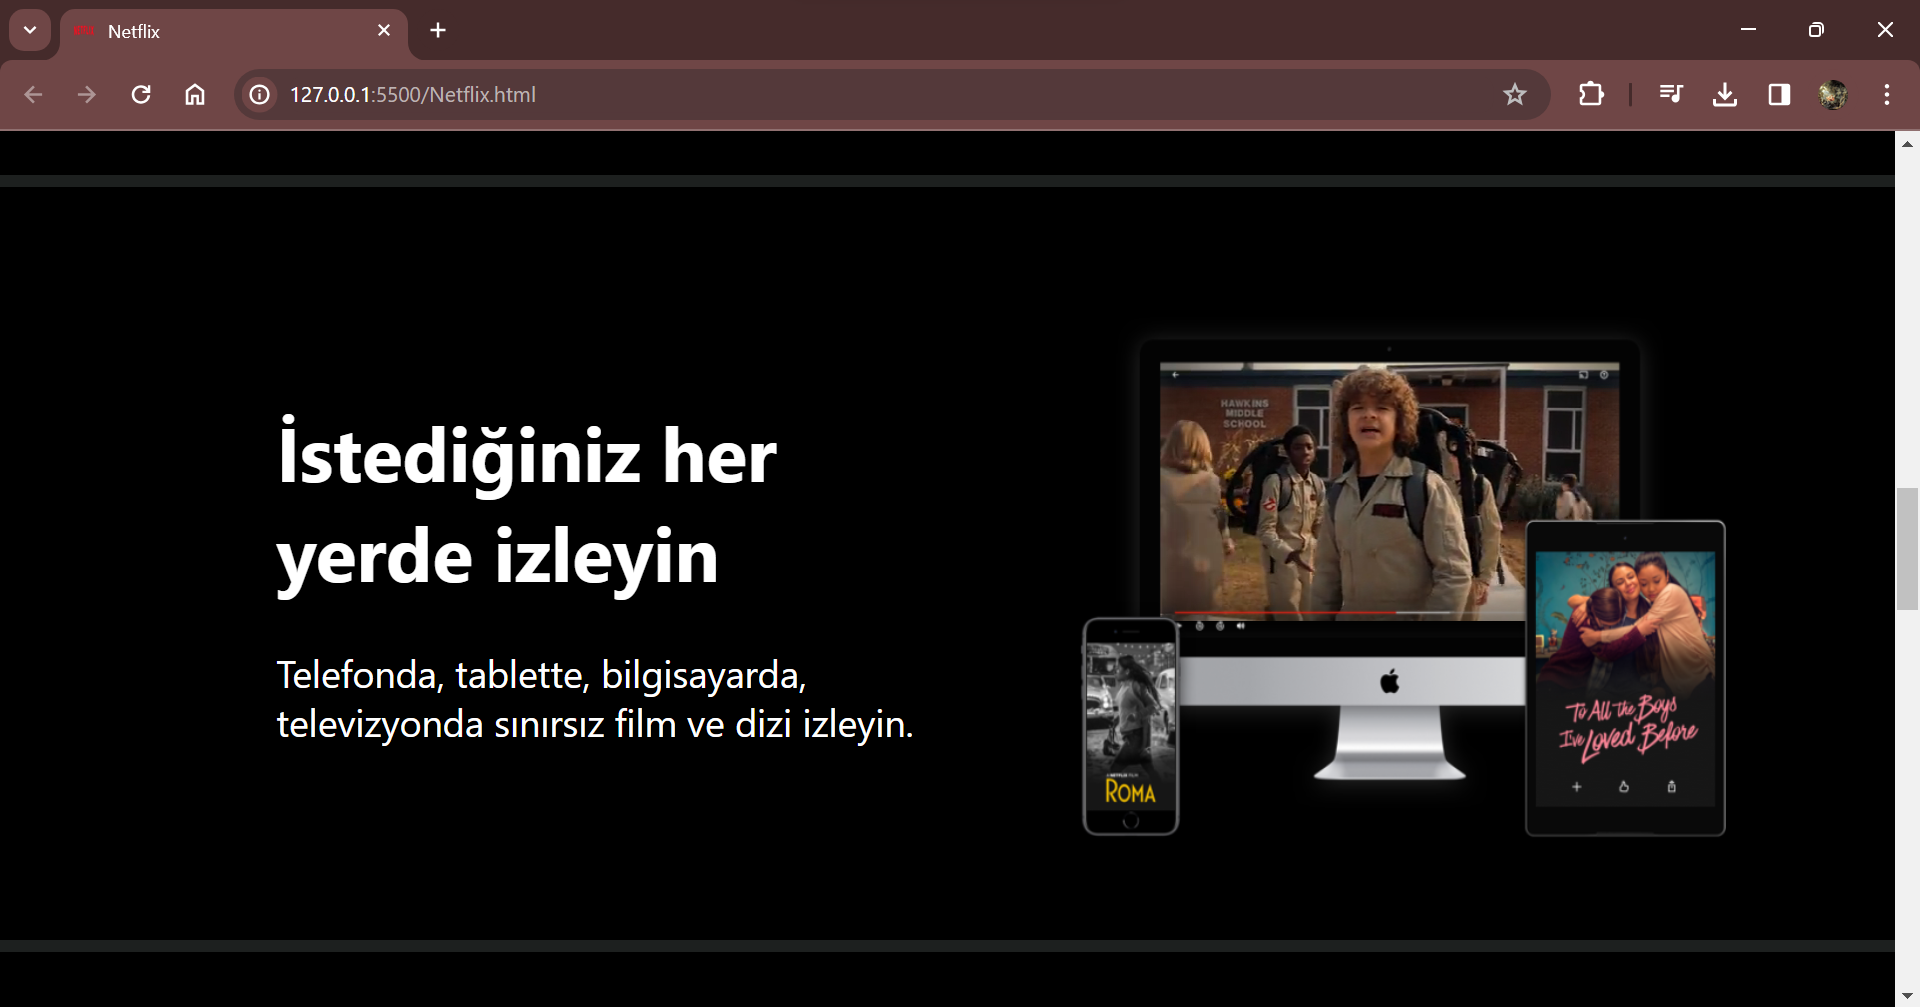 Netflix
127.0.0.1:5500/Netflix.html
İstediğiniz her
yerde izleyin
Telefonda, tablette, bilgisayarda,
televizyonda sınırsız film ve dizi izleyin.
HAWKINS
MIDDLE
SCHOOL
To All the Boys
I've Loved Before
A NETFLIX FILM
ROMA